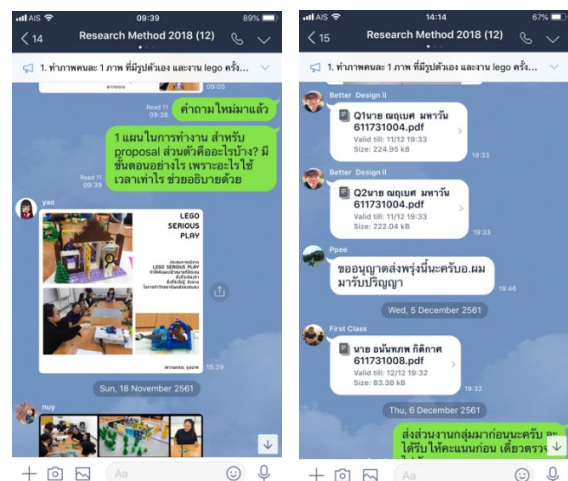 AIS
09:39
89%
14
Research Method 2018 (12)
1. ทำภาพคนละ 1 ภาพ ที่มีรูปตัวเอง และงาน lego ครั้ง...
09:05
Read 11
09:38
คำถามใหม่มาแล้ว
1 แผนในการทำงาน สำหรับ
proposal ส่วนตัวคืออะไรบ้าง? มี
ขั้นตอนอย่างไร เพราะอะไรใช้
เวลาเท่าไร ช่วยอธิบายด้วย
Read 11
09:39
yao
LEGO
SERIOUS
PLAY
15:29
Sun, 18 November 2561
nuy
Aa
AIS
14:14
67%
15
Research Method 2018 (12)
1. ทำภาพคนละ 1 ภาพ ที่มีรูปตัวเอง และงาน lego ครั้ง...
Better Design II
Q1นาย ณฤเบศ มหาวัน
611731004.pdf
Valid till: 11/12 19:33
Size: 224.95 kB
19:33
Better Design II
Q2นาย ณฤเบศ มหาวัน
611731004.pdf
Valid till: 11/12 19:33
Size: 222.04 kB
19:33
Ppee
ขออนุญาตส่งพรุ่งนี้นะครับอ.ผม
มารับปริญญา
19:46
Wed, 5 December 2561
First Class
นาย อนันทภพ กิติกาศ
611731008.pdf
Valid till: 12/12 19:32
Size: 83.38 kB
19:32
Thu, 6 December 2561
ส่งส่วนงานกลุ่มมาก่อนนะครับ
ได้รับให้คะแนนก่อน
Aa